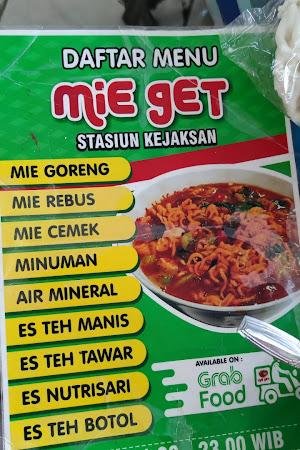 DAFTAR MENU
MiE gET
STASIUN KEJAKSAN
MIE GORENG
MIE REBUS
MIE CEMEK
MINUMAN
AIR MINERAL
ES TEH MANIS
ES TEH TAWAR
ES NUTRISARI
ES TEH BOTOL
AVAILABLE ON :
Grab
Food
23.00 WIB